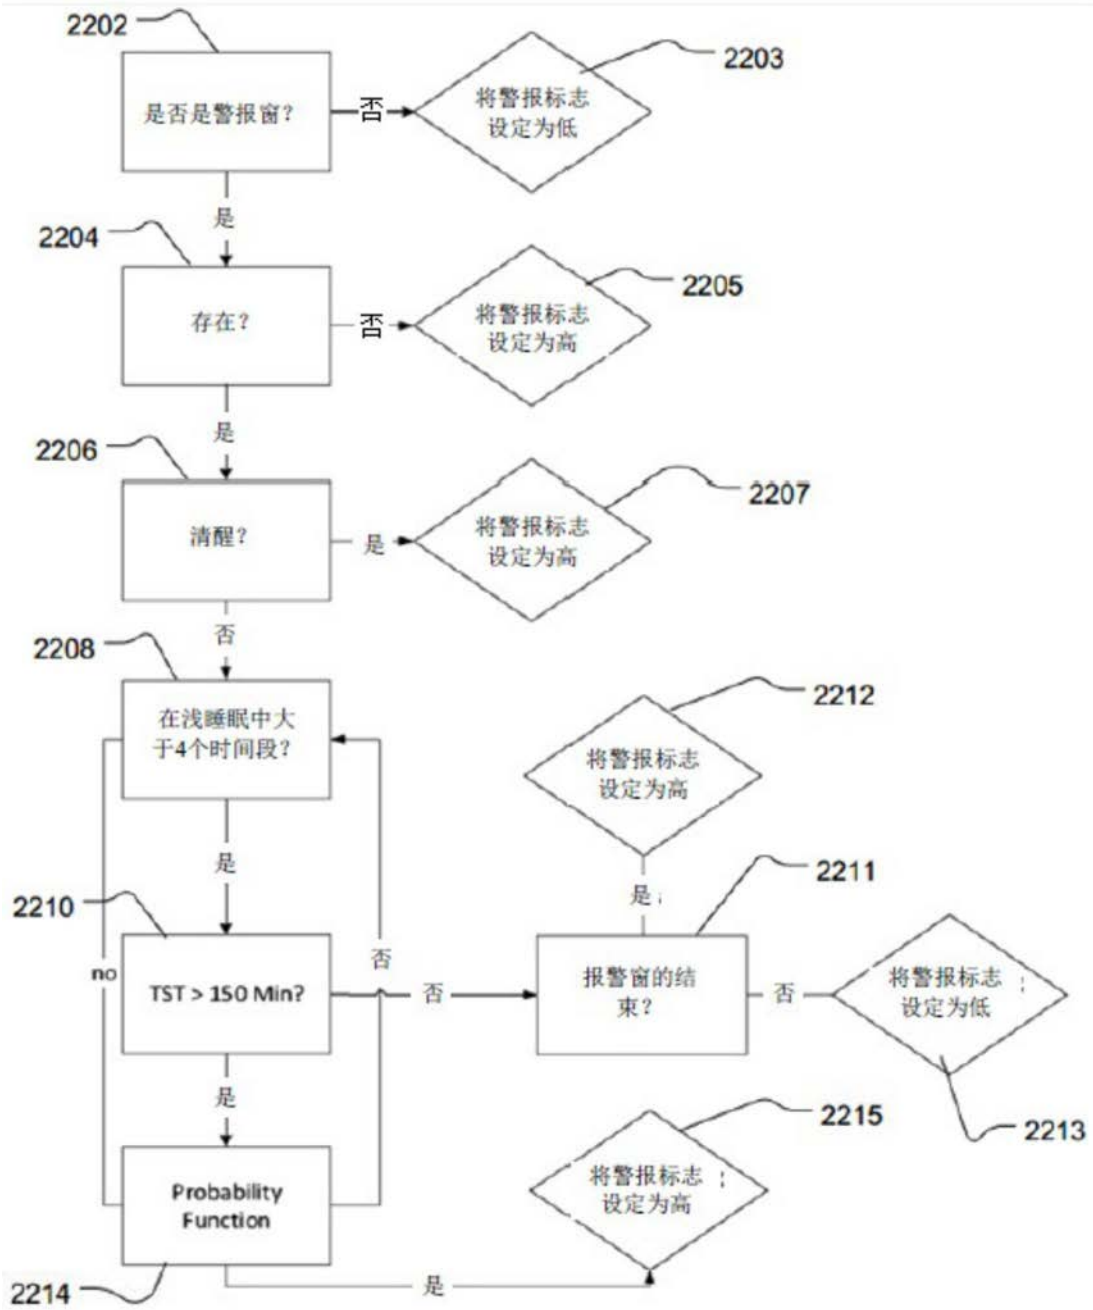 2202
2203
是否是警报窗?
否
将警报标志
设定为低
是
2204
2205
存在?
否
将警报标志
设定为高
是
2206
2207
清醒?
是
将警报标志
设定为高
否
2208
2212
在浅睡眠中大
于4个时间段?
将警报标志
设定为高
是
是
2211
2210
no
否
TST > 150 Min?
否
报警窗的结
束?
否
将警报标志
设定为低
是
2215
2213
Probability
Function
将警报标志
设定为高
2214
是